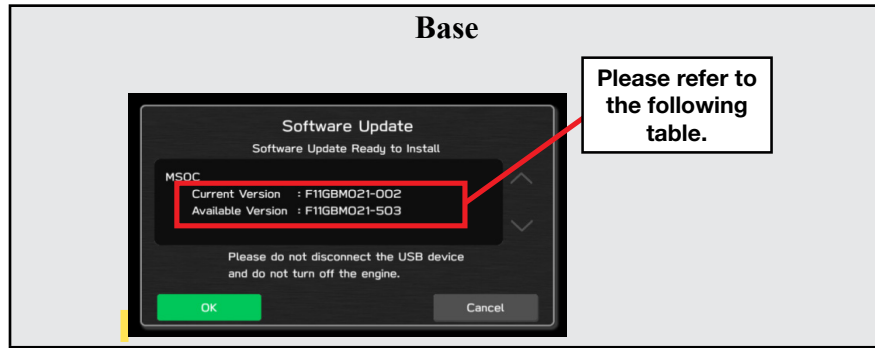 Base
Please refer to
the following
table.
Software Update
Software Update Ready to Install
MSOC
Current Version : F11GBM021-002
Available Version : F11GBM021-503
Please do not disconnect the USB device
and do not turn off the engine.
OK
Cancel